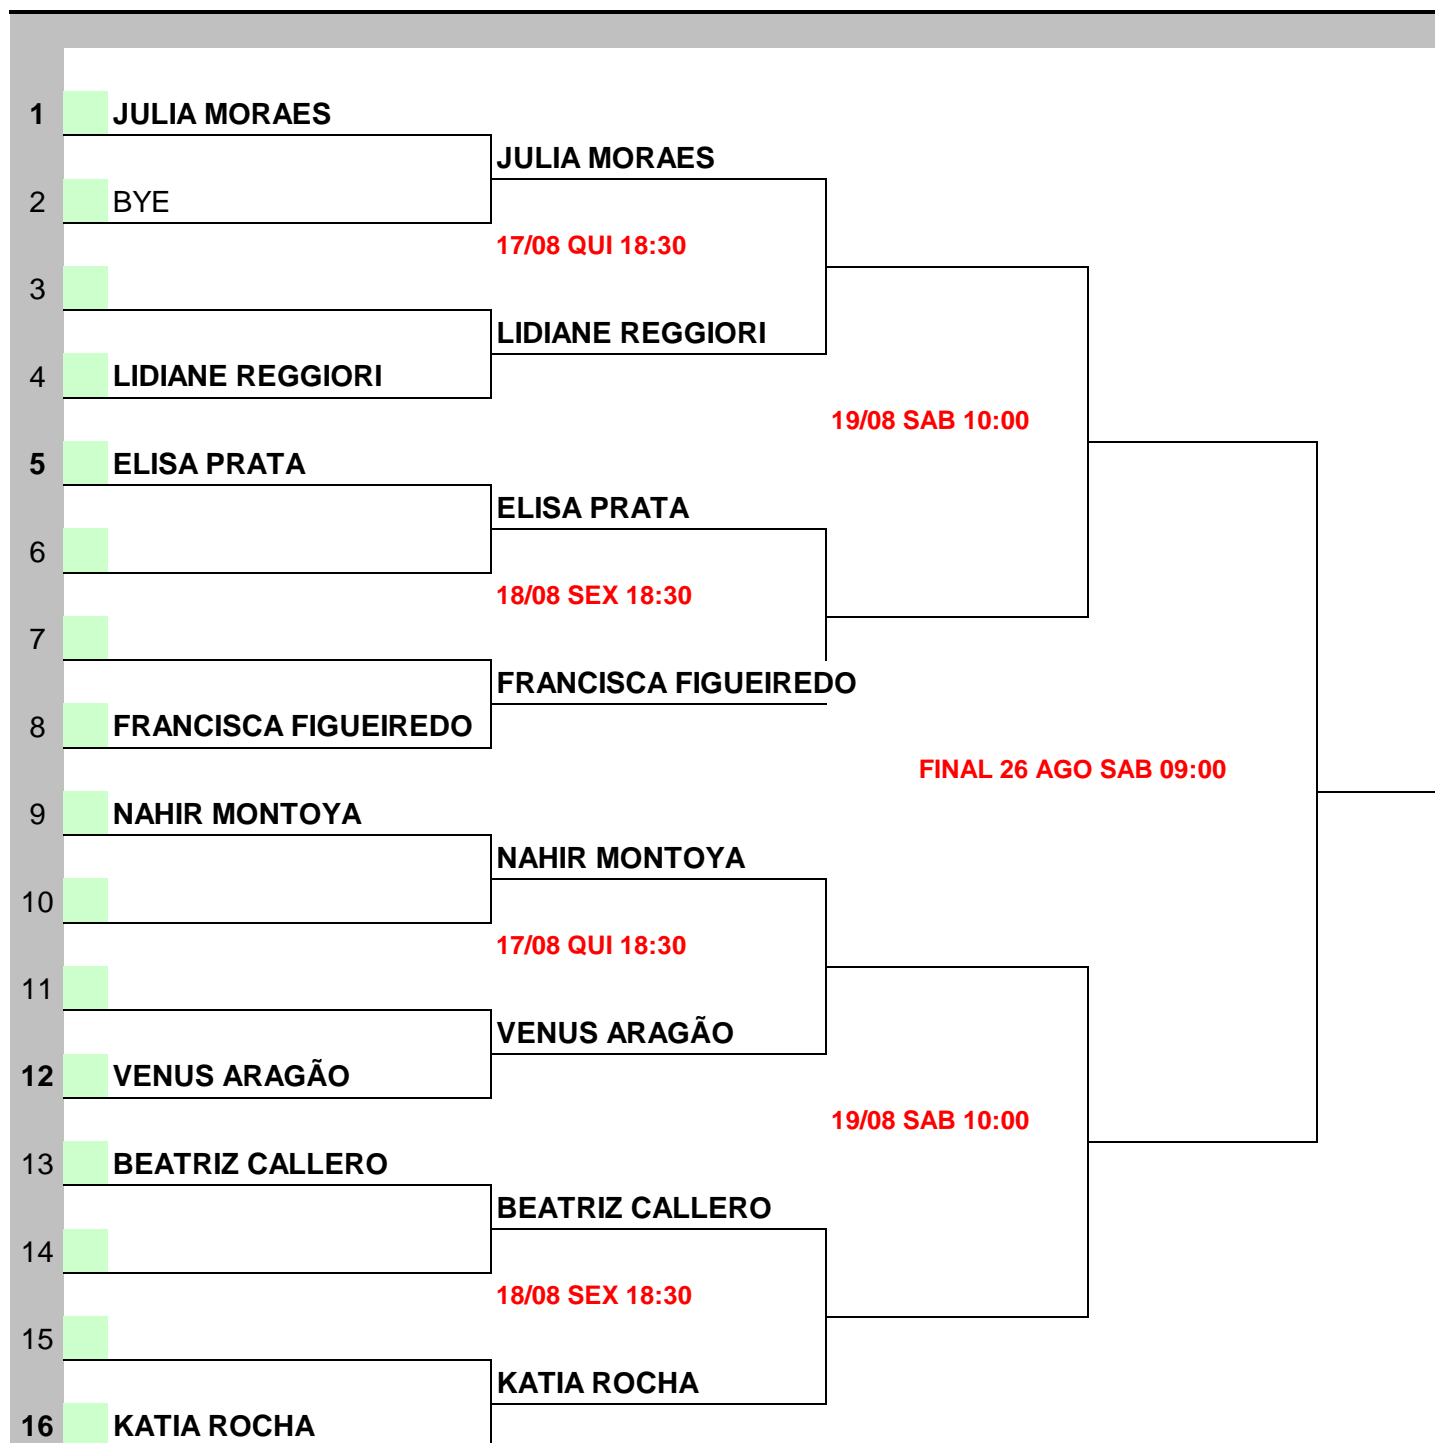 1 JULIA MORAES
JULIA MORAES
2 BYE
17/08 QUI 18:30
3
LIDIANE REGGIORI
4 LIDIANE REGGIORI
19/08 SAB 10:00
5 ELISA PRATA
ELISA PRATA
6
18/08 SEX 18:30
7
FRANCISCA FIGUEIREDO
8 FRANCISCA FIGUEIREDO
FINAL 26 AGO SAB 09:00
9 NAHIR MONTOYA
NAHIR MONTOYA
10
17/08 QUI 18:30
11
VENUS ARAGÃO
12 VENUS ARAGÃO
19/08 SAB 10:00
13 BEATRIZ CALLERO
BEATRIZ CALLERO
14
18/08 SEX 18:30
15
KATIA ROCHA
16 KATIA ROCHA